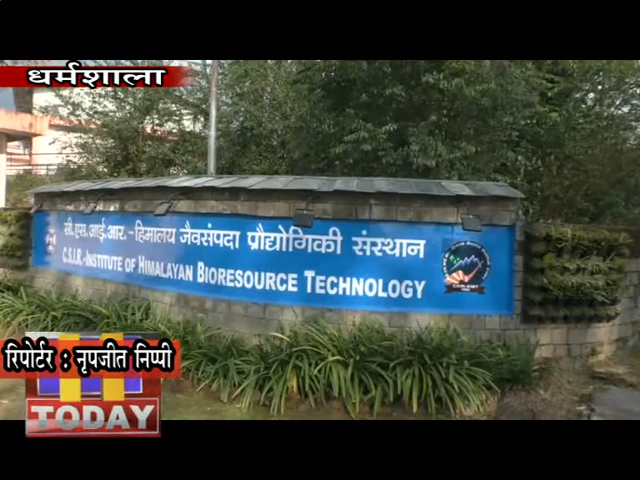 धर्मशाला
सी.एस.आई.आर.-हिमालय जैवसंपदा प्रौद्योगिकी संस्थान
C.S.I.R.-INSTITUTE OF HIMALAYAN BIORESOURCE TECHNOLOGY
रिपोर्टर : नृपजीत निप्पी
TODAY